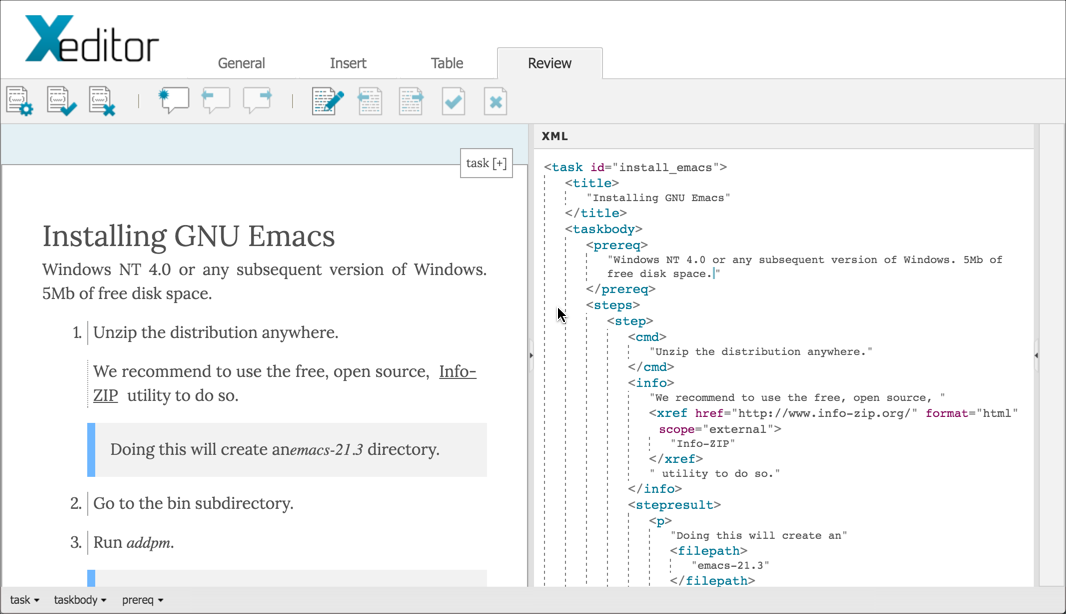 Xeditor
General Insert Table Review
XML
task [+]
Installing GNU Emacs
Windows NT 4.0 or any subsequent version of Windows.
5Mb of free disk space.
1. Unzip the distribution anywhere.
We recommend to use the free, open source, Info-
ZIP utility to do so.
Doing this will create anemacs-21.3 directory.
2. Go to the bin subdirectory.
3. Run addpm.
<task id="install_emacs">
<title>
"Installing GNU Emacs"
</title>
<taskbody>
<prereq>
"Windows NT 4.0 or any subsequent version of Windows. 5Mb of
free disk space."
</prereq>
<steps>
<step>
<cmd>
"Unzip the distribution anywhere."
</cmd>
<info>
"We recommend to use the free, open source, "
<xref href="http://www.info-zip.org/" format="html"
scope="external">
"Info-ZIP"
</xref>
" utility to do so."
</info>
<stepresult>
<p>
"Doing this will create an"
<filepath>
"emacs-21.3"
</filepath>
task taskbody prereq